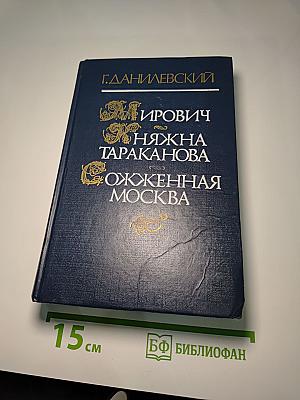 Г. ДАНИЛЕВСКИЙ
МИРОВИЧ
КНЯЖНА
ТАРАКАНОВА
СОЖЖЕННАЯ
МОСКВА
15 см
БФ БИБЛИОФАН